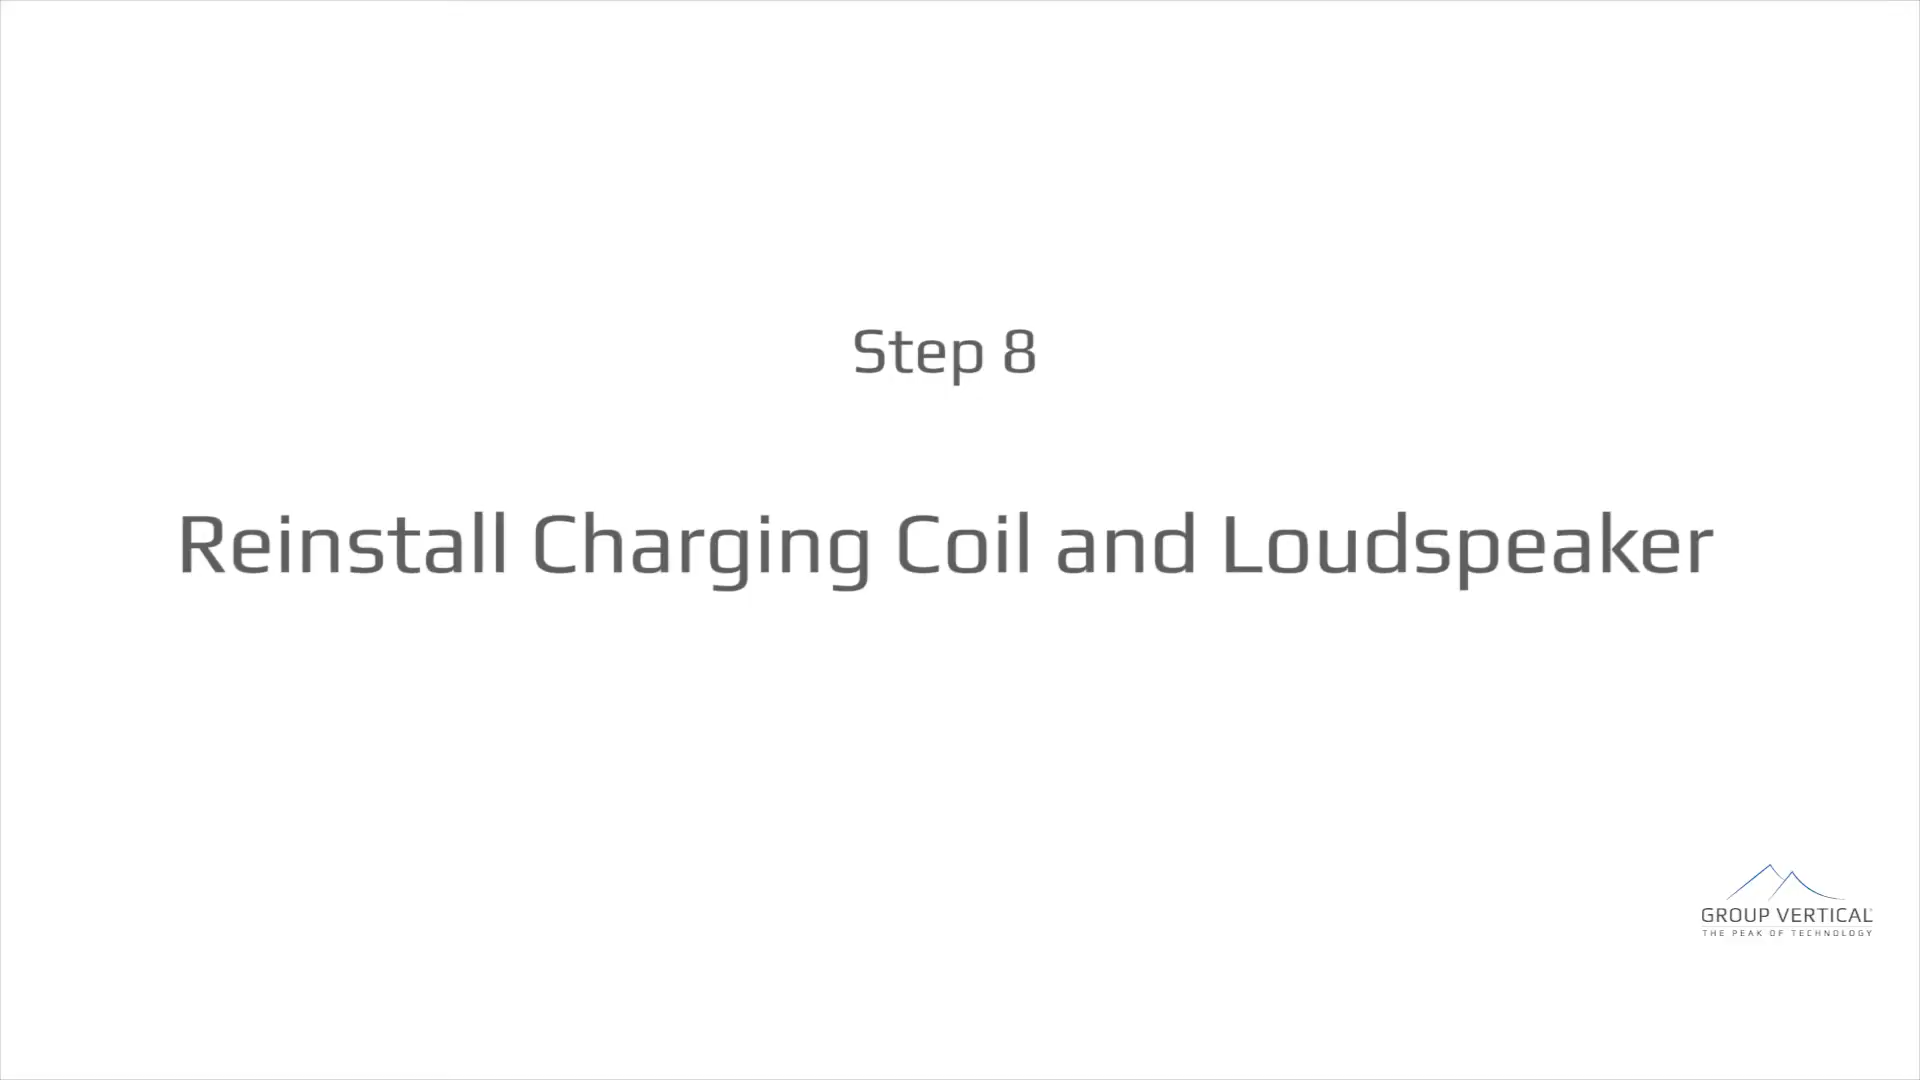 Step 8
Reinstall Charging Coil and Loudspeaker
GROUP VERTICAL
THE PEAK OF TECHNOLOGY